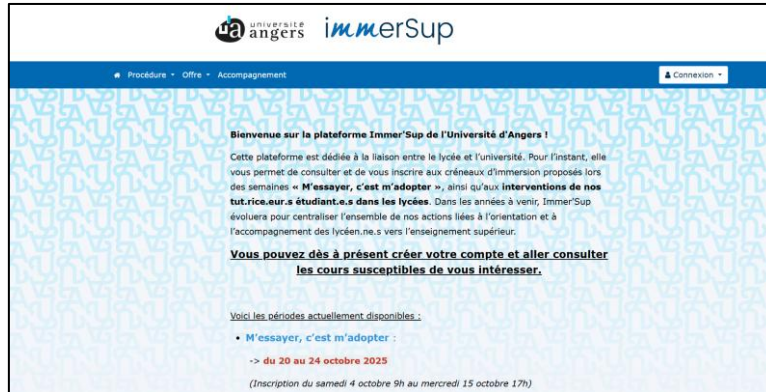 université
angers immerSup
Procédure Offre Accompagnement Connexion
Bienvenue sur la plateforme Immer'Sup de l'Université d'Angers !
Cette plateforme est dédiée à la liaison entre le lycée et l'université. Pour l'instant, elle
vous permet de consulter et de vous inscrire aux créneaux d'immersion proposés lors
des semaines « M'essayer, c'est m'adopter », ainsi qu'aux interventions de nos
tut.rice.eur.s étudiant.e.s dans les lycées. Dans les années à venir, Immer'Sup
évoluera pour centraliser l'ensemble de nos actions liées à l'orientation et à
l'accompagnement des lycéen.ne.s vers l'enseignement supérieur.
Vous pouvez dès à présent créer votre compte et aller consulter
les cours susceptibles de vous intéresser.
Voici les périodes actuellement disponibles :
• M'essayer, c'est m'adopter :
-> du 20 au 24 octobre 2025
(Inscription du samedi 4 octobre 9h au mercredi 15 octobre 17h)